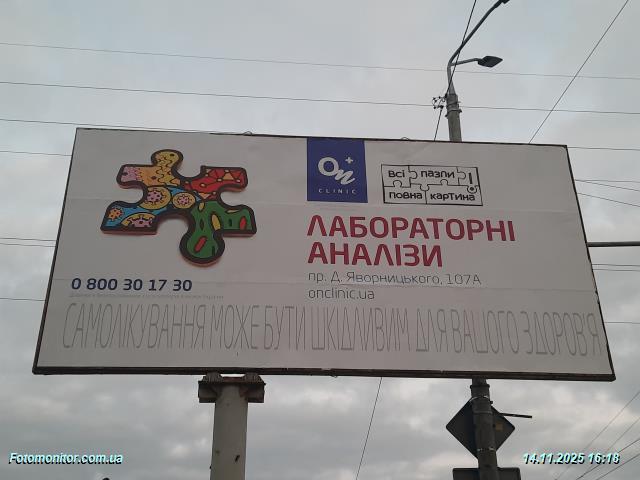 On+
CLINIC
ВСІ ПАЗЛИ
ПОВНА КАРТИНА!
ЛАБОРАТОРНІ
АНАЛІЗИ
пр. Д. Яворницького, 107А
onclinic.ua
0 800 30 17 30
САМОЛІКУВАННЯ МОЖЕ БУТИ ШКІДЛИВИМ ДЛЯ ВАШОГО ЗДОРОВ'Я
Fotomonitor.com.ua
14.11.2025 16:18